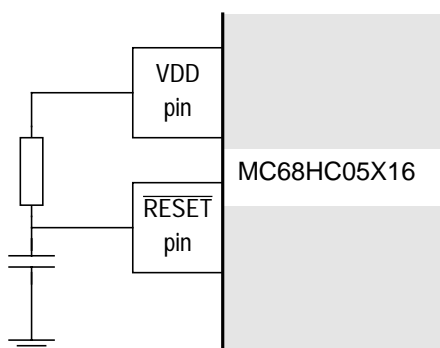 VDD
pin
MC68HC05X16
RESET
pin